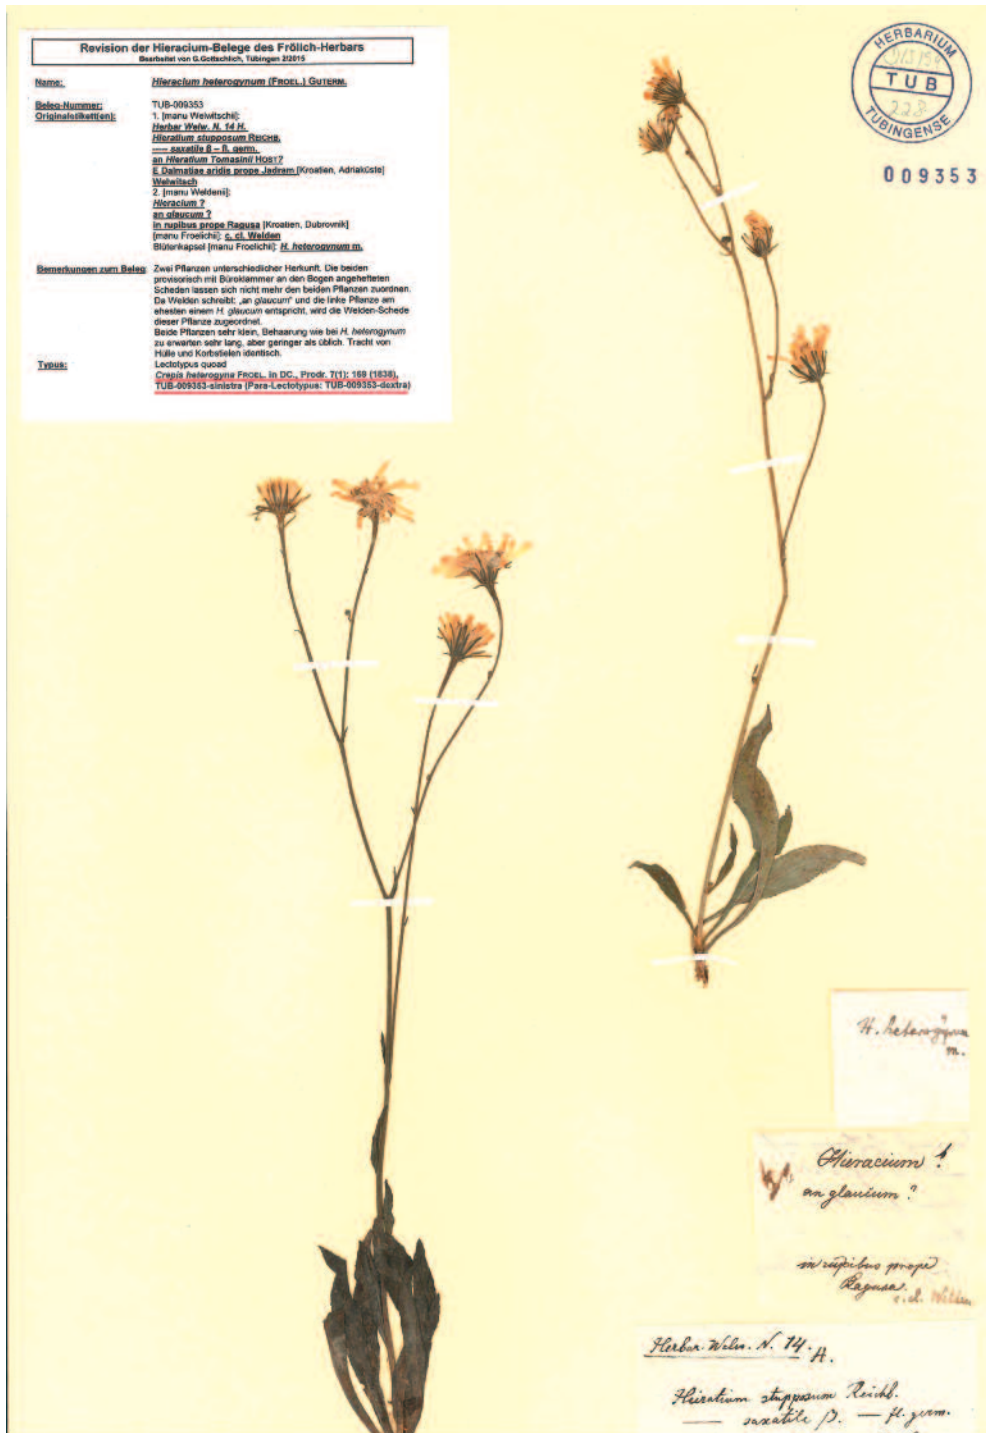 Revision der Hieracium-Belege des Frölich-Herbars
Bearbeitet von G.Gottschlich, Tübingen 2/2015
Name: Hieracium heterogynum (FROEL.) GUTERM.
Beleg-Nummer: TUB-009353
Originaletikett(en): 1. [manu Welwitschii]:
Herbar Welw. N. 14 H.
Hieratium stupposum REICHB.
---- saxatile ß – fl. germ.
an Hieratium Tomasinii HOST?
E Dalmatiae aridis prope Jadram [Kroatien, Adriaküste]
Welwitsch
2. [manu Weldenii]:
Hieracium ?
an glaucum ?
in rupibus prope Ragusa [Kroatien, Dubrovnik]
[manu Froelichii]: c. cl. Welden
Blütenkapsel [manu Froelichii]: H. heterogynum m.
Bemerkungen zum Beleg: Zwei Pflanzen unterschiedlicher Herkunft. Die beiden
provisorisch mit Büroklammer an den Bogen angehefteten
Scheden lassen sich nicht mehr den beiden Pflanzen zuordnen.
Da Welden schreibt: „an glaucum" und die linke Pflanze am
ehesten einem H. glaucum entspricht, wird die Welden-Schede
dieser Pflanze zugeordnet.
Beide Pflanzen sehr klein, Behaarung wie bei H. heterogynum
zu erwarten sehr lang, aber geringer als üblich. Tracht von
Hülle und Korbstielen identisch.
Typus: Lectotypus quoad
Crepis heterogyna FROEL. in DC., Prodr. 7(1): 169 (1838),
TUB-009353-sinistra (Para-Lectotypus: TUB-009353-dextra)
HERBARIUM
TUB
TUBINGENSE
009353
H. heterogynum
m.
Hieracium !
an glaucum ?
in rupibus prope
Ragusa.
c. cl. Welden
Herbar. Welw. N. 14. H.
Hieratium stupposum Reichb.
—— saxatile β. — fl. germ.